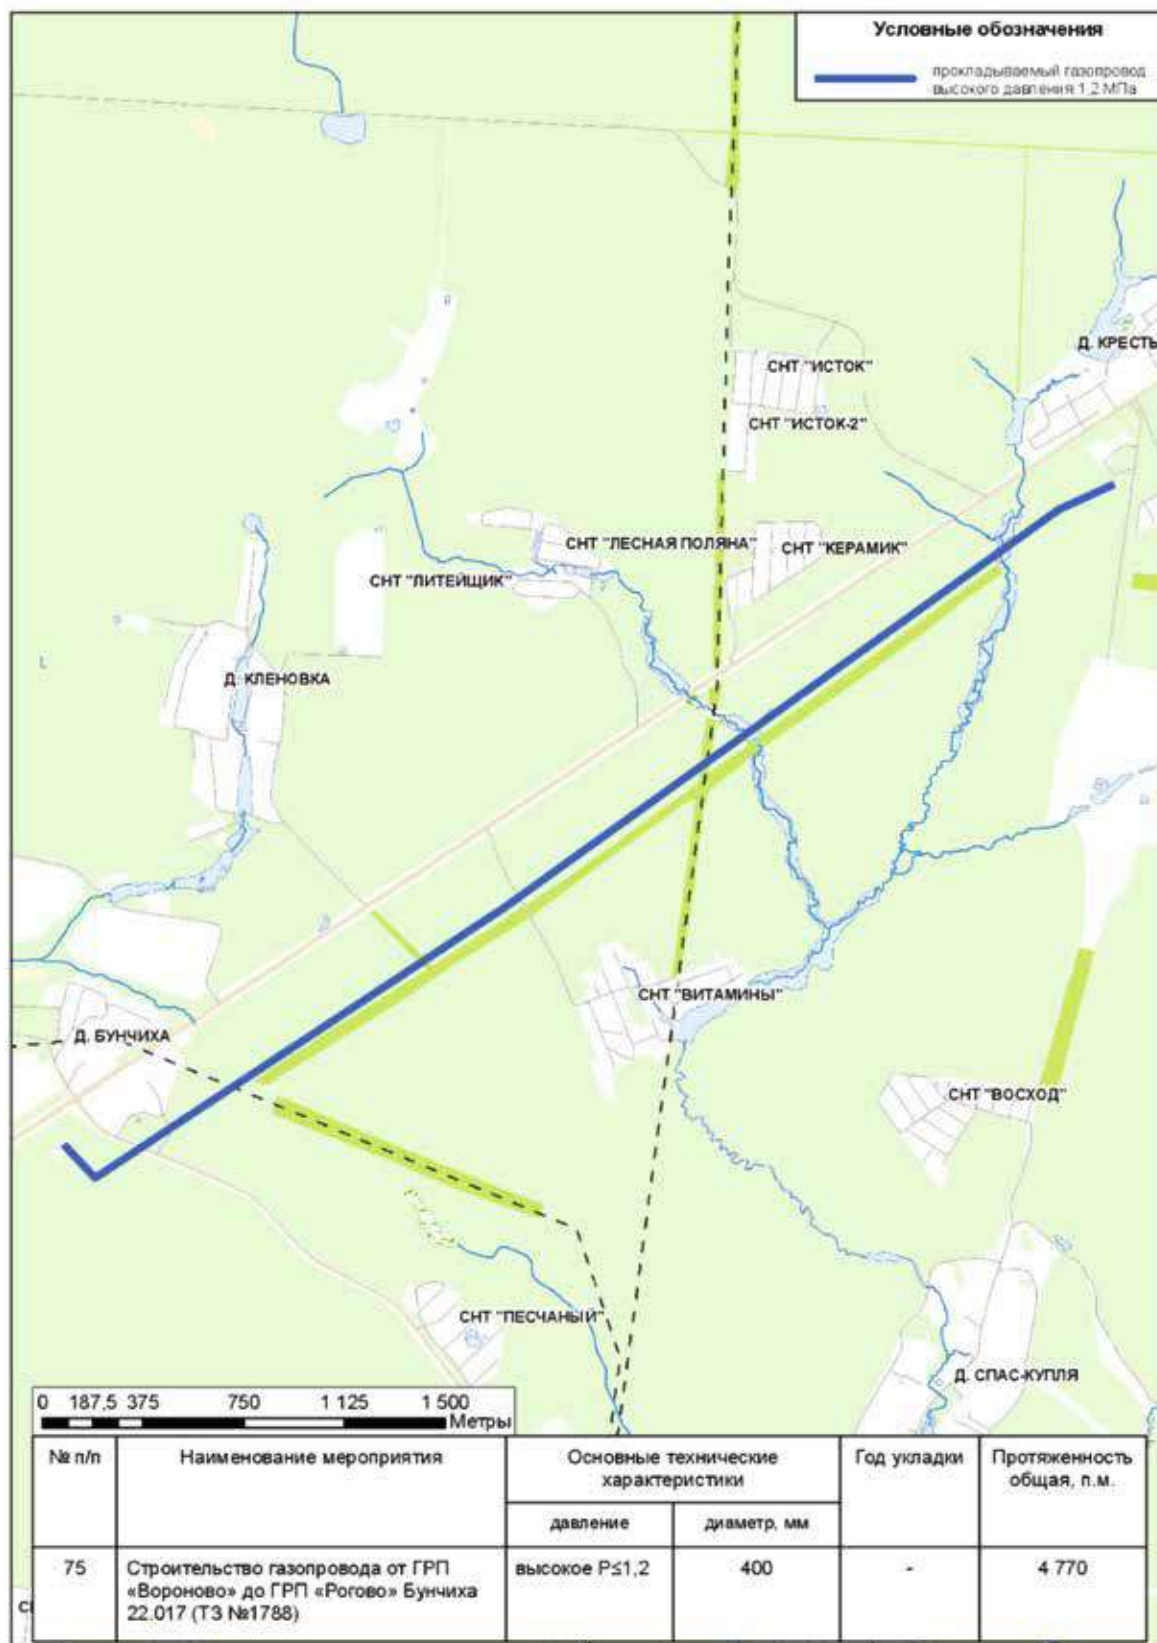 Условные обозначения
прокладываемый газопровод
высокого давления 1,2 МПа
Д. КРЕСТЬ
СНТ "ИСТОК"
СНТ "ИСТОК-2"
СНТ "ЛЕСНАЯ ПОЛЯНА"
СНТ "КЕРАМИК"
СНТ "ЛИТЕЙЩИК"
Д. КЛЕНОВКА
СНТ "ВИТАМИНЫ"
Д. БУНЧИХА
СНТ "ВОСХОД"
СНТ "ПЕСЧАНЫЙ"
Д. СПАС-КУПЛЯ
0 187,5 375 750 1 125 1 500
Метры
№ п/п
Наименование мероприятия
Основные технические
характеристики
Год укладки
Протяженность
общая, п.м.
давление
диаметр, мм
75
Строительство газопровода от ГРП
«Вороново» до ГРП «Рогово» Бунчиха
22.017 (ТЗ №1788)
высокое P≤1,2
400
-
4 770